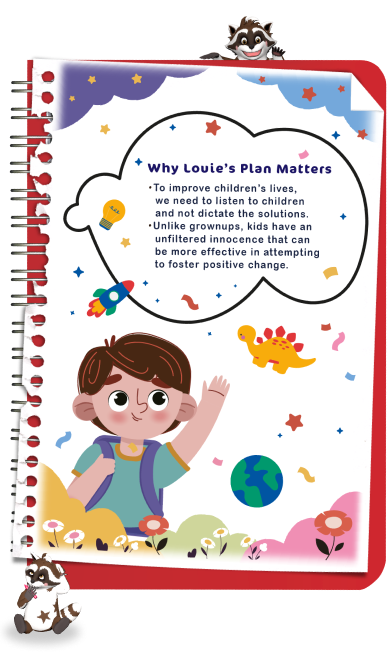 Why Louie's Plan Matters
•To improve children's lives,
we need to listen to children
and not dictate the solutions.
•Unlike grownups, kids have an
unfiltered innocence that can
be more effective in attempting
to foster positive change.